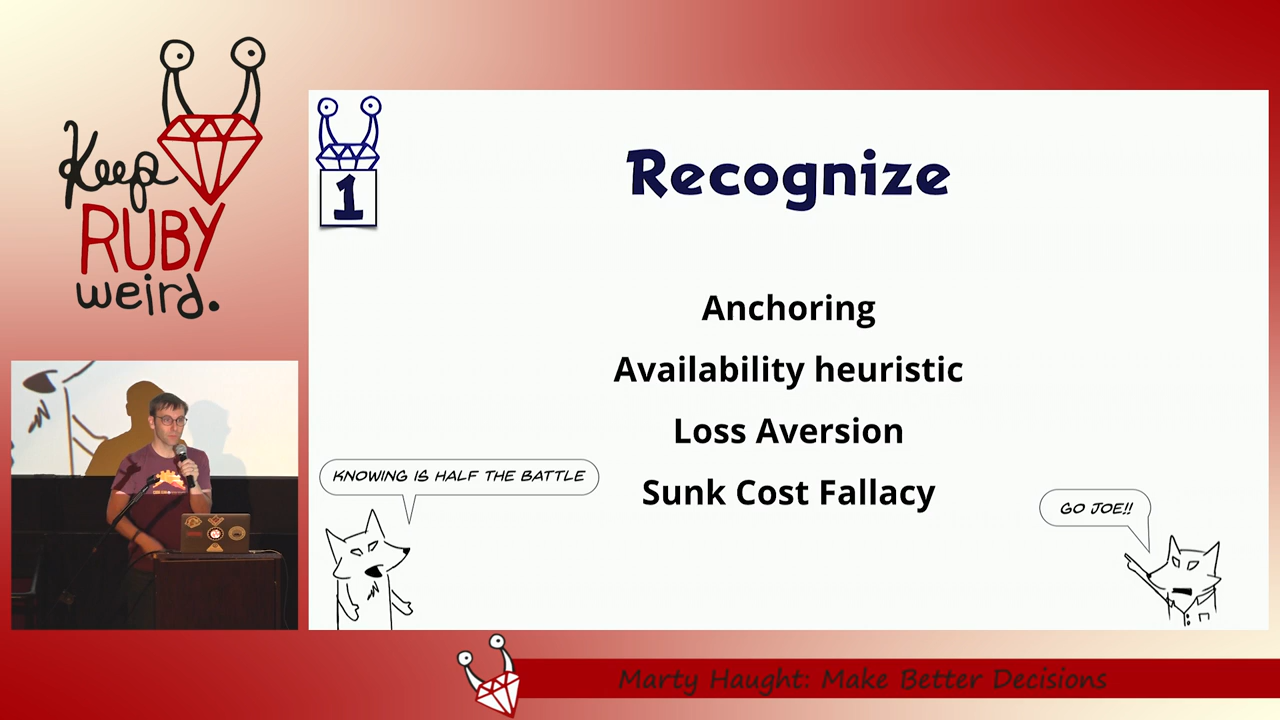 Keep
RUBY
weird.
1
Recognize
Anchoring
Availability heuristic
Loss Aversion
Sunk Cost Fallacy
KNOWING IS HALF THE BATTLE
GO JOE!!
Marty Haught: Make Better Decisions